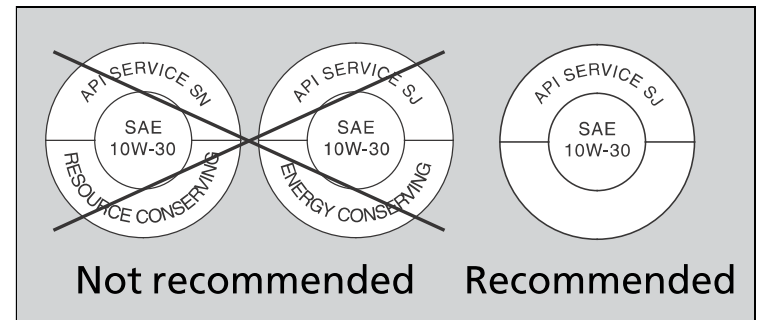 API SERVICE SN
SAE
10W-30
RESOURCE CONSERVING
API SERVICE SJ
SAE
10W-30
ENERGY CONSERVING
API SERVICE SJ
SAE
10W-30
Not recommended
Recommended